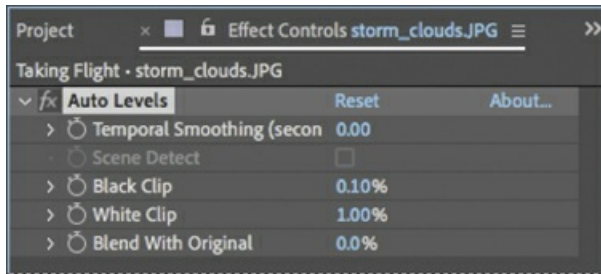 Project × Effect Controls storm_clouds.JPG ≡ >>
Taking Flight • storm_clouds.JPG
fx Auto Levels Reset About...
Temporal Smoothing (secon 0.00
Scene Detect
Black Clip 0.10%
White Clip 1.00%
Blend With Original 0.0%